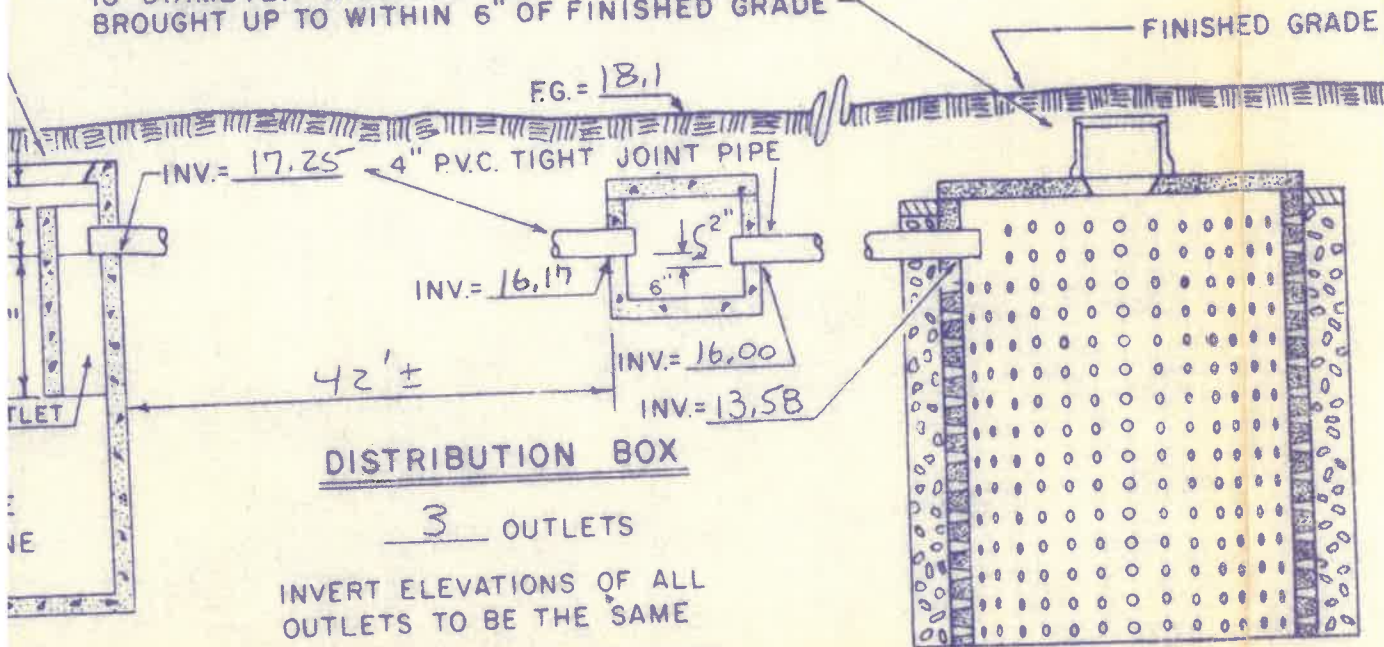 BROUGHT UP TO WITHIN 6" OF FINISHED GRADE
FINISHED GRADE
F.G. = 18.1
INV. = 17.25
4" P.V.C. TIGHT JOINT PIPE
2"
6"
INV. = 16.17
INV. = 16.00
42'±
INV. = 13.58
DISTRIBUTION BOX
3 OUTLETS
INVERT ELEVATIONS OF ALL
OUTLETS TO BE THE SAME